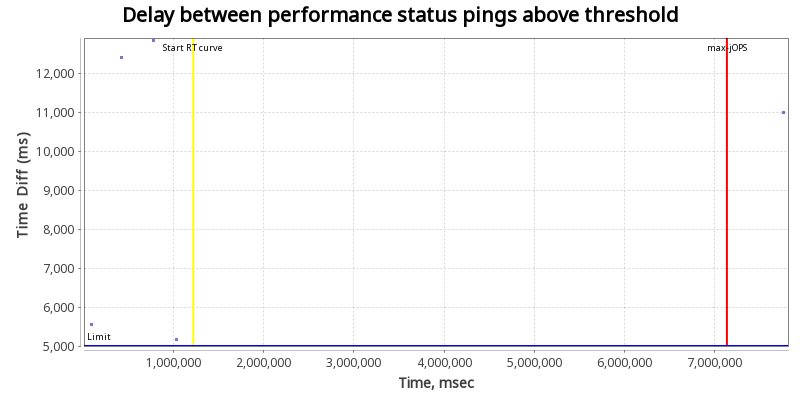 Delay between performance status pings above threshold
Start RT curve
max-jOPS
12,000
11,000
10,000
9,000
8,000
7,000
6,000
5,000
Time Diff (ms)
Limit
1,000,000
2,000,000
3,000,000
4,000,000
5,000,000
6,000,000
7,000,000
Time, msec